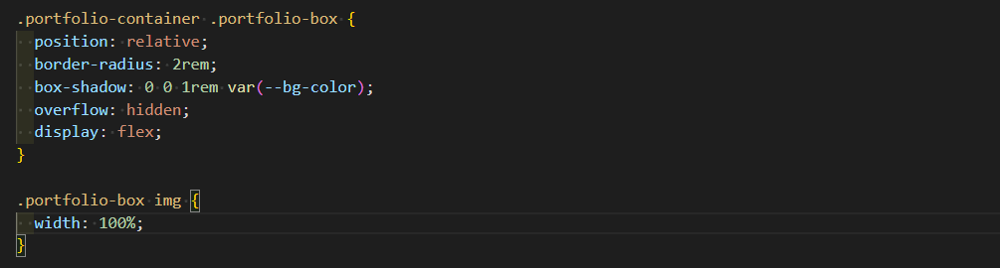 .portfolio-container .portfolio-box {
  position: relative;
  border-radius: 2rem;
  box-shadow: 0 0 1rem var(--bg-color);
  overflow: hidden;
  display: flex;
}

.portfolio-box img {
  width: 100%;
}